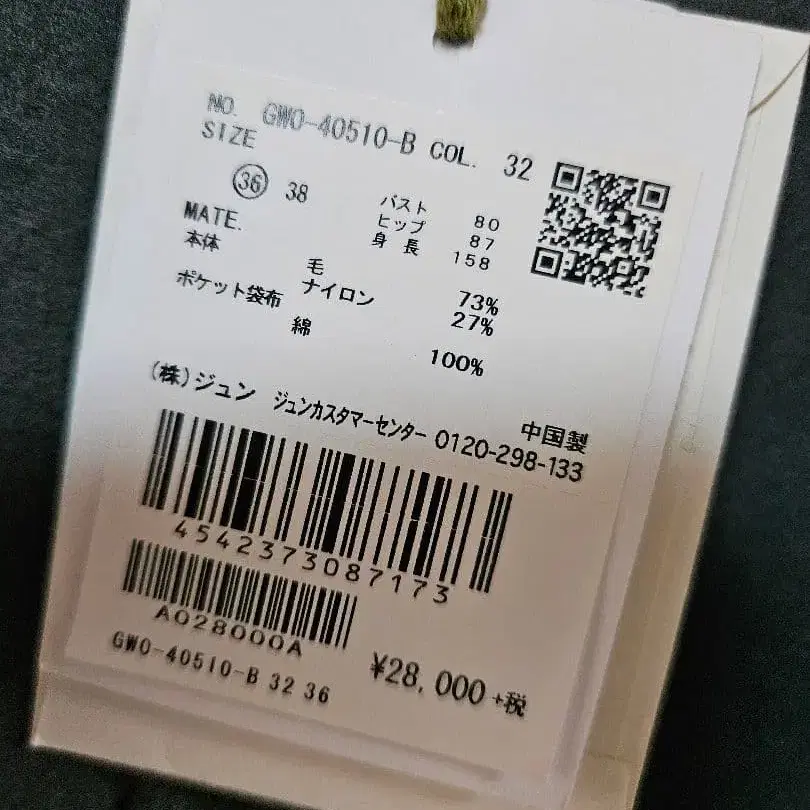 NO. GWO-40510-B COL. 32
SIZE
36 38
バスト 80
ヒップ 87
身長 158
MATE.
本体 毛 73%
ナイロン 27%
ポケット袋布 綿 100%
(株)ジュン 中国製
ジュンカスタマーセンター 0120-298-133
4542373087173
A028000A
GWO-40510-B 32 36
¥28,000+税